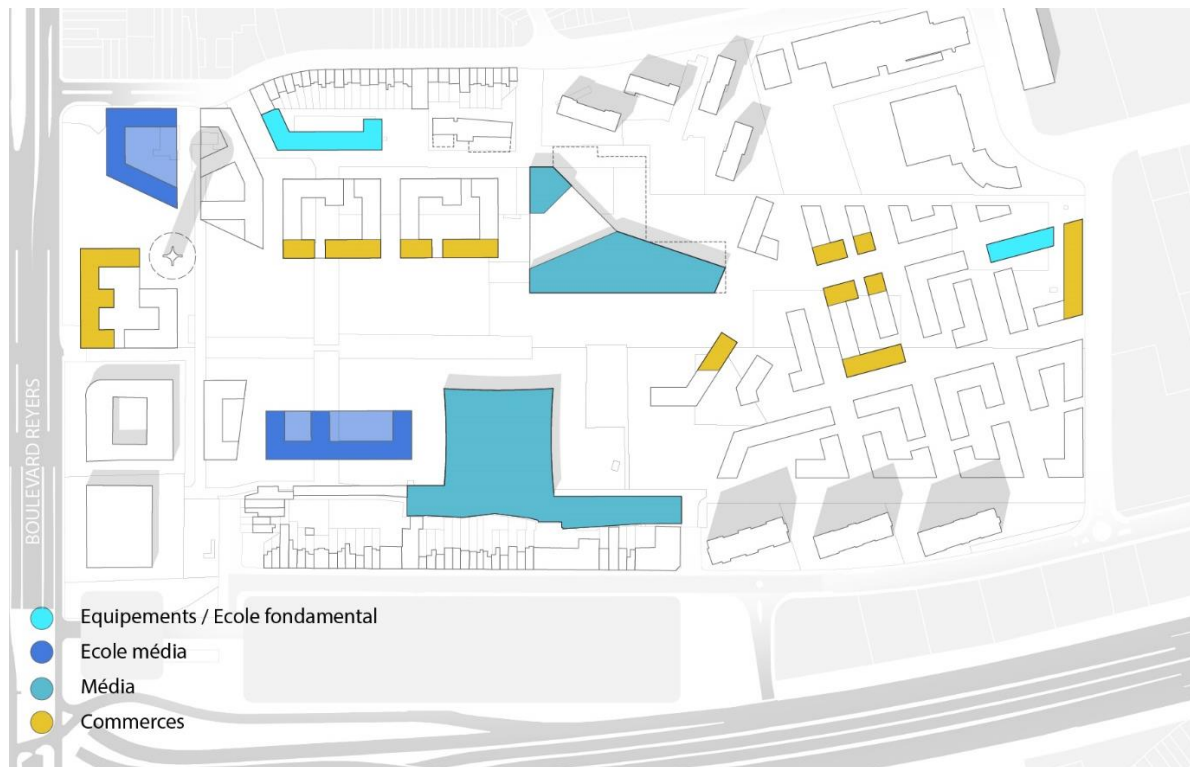 BOULEVARD REYERS
Equipements / Ecole fondamental
Ecole média
Média
Commerces